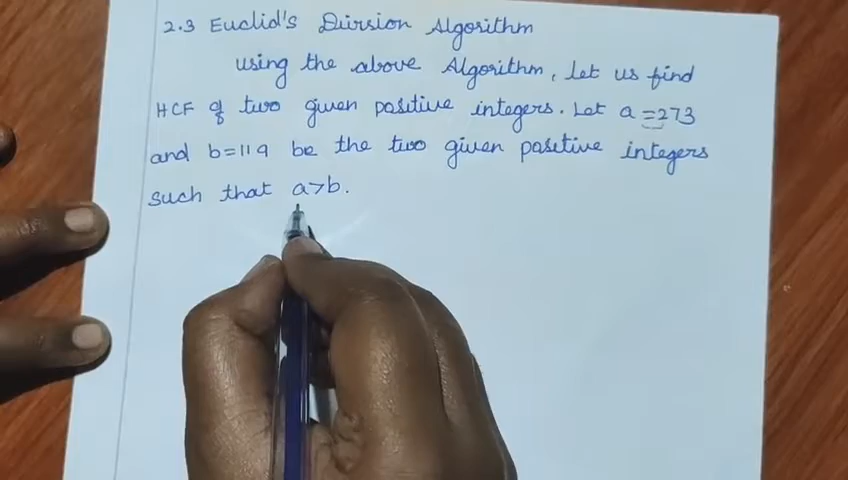 2.3 Euclid's Division Algorithm
using the above Algorithm, let us find
HCF of two given positive integers. Let a=273
and b=119 be the two given positive integers
such that a>b.